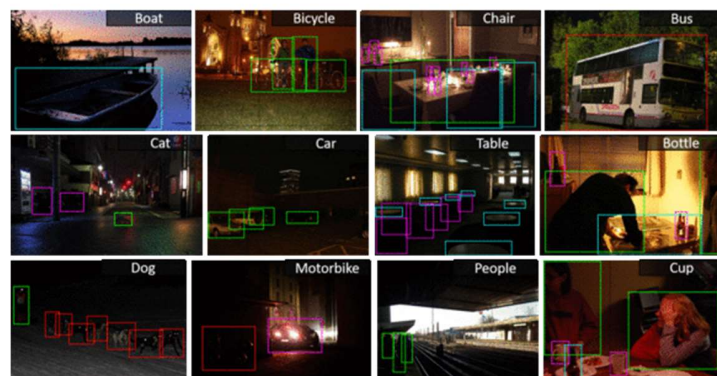 Boat
Bicycle
Chair
Bus
Cat
Car
Table
Bottle
Dog
Motorbike
People
Cup